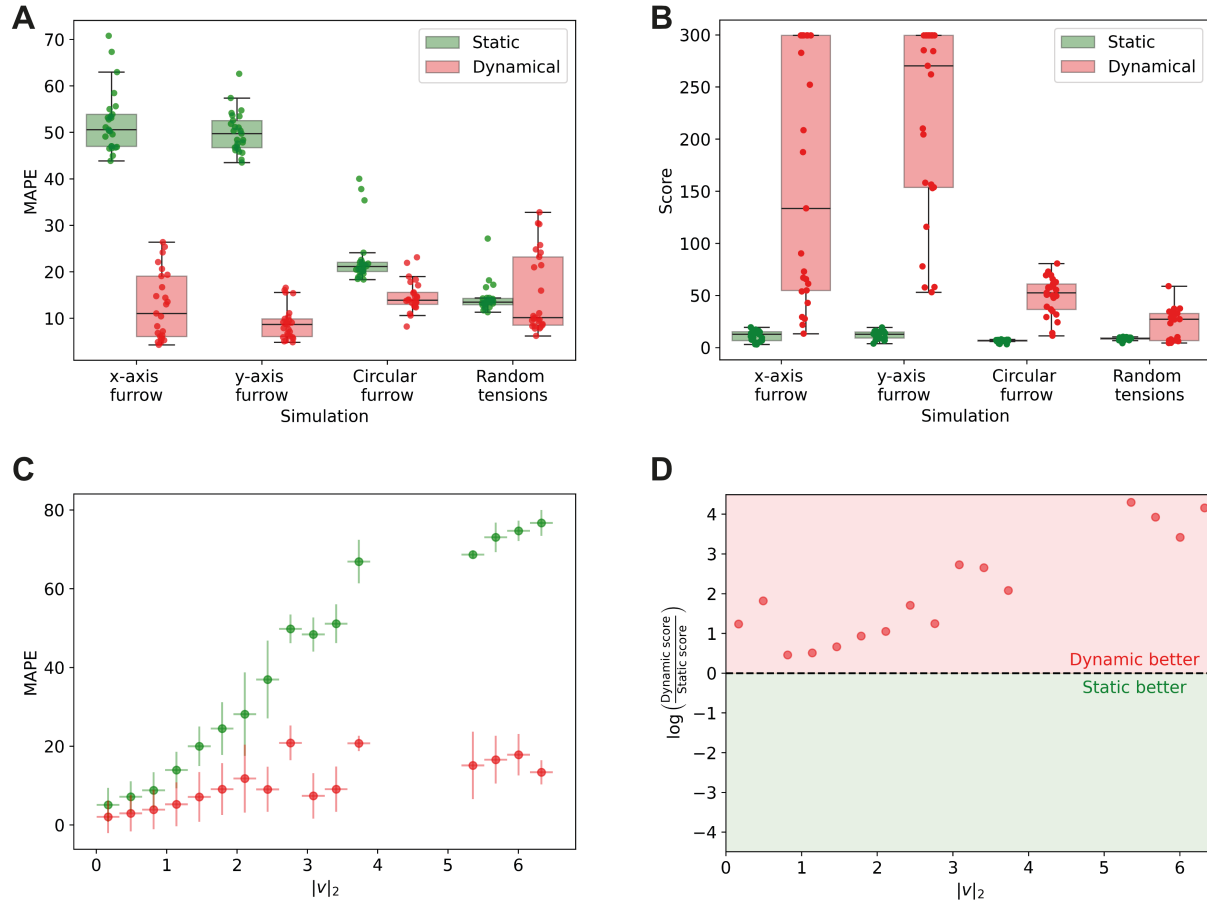 A
MAPE
70
60
50
40
30
20
10
Static
Dynamical
x-axis furrow
y-axis furrow
Circular furrow
Random tensions
Simulation
B
Score
300
250
200
150
100
50
0
Static
Dynamical
x-axis furrow
y-axis furrow
Circular furrow
Random tensions
Simulation
C
MAPE
80
60
40
20
0
0 1 2 3 4 5 6
|v|₂
D
log (Dynamic score / Static score)
4
3
2
1
0
−1
−2
−3
−4
Dynamic better
Static better
0 1 2 3 4 5 6
|v|₂